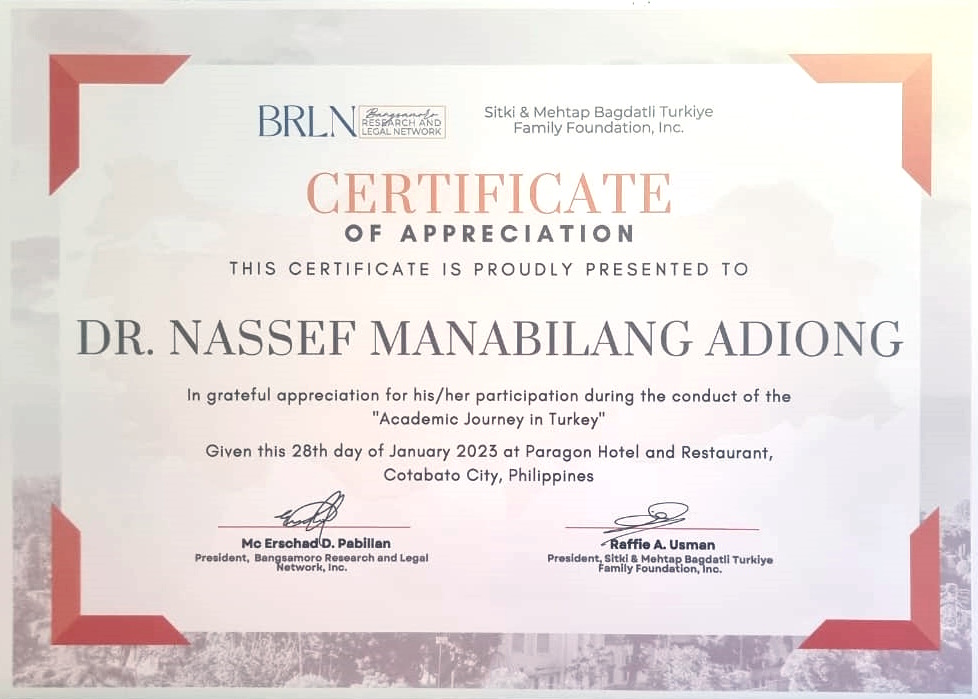 BRLN
Bangsamoro
RESEARCH AND
LEGAL NETWORK
Sitki & Mehtap Bagdatli Turkiye
Family Foundation, Inc.
CERTIFICATE
OF APPRECIATION
THIS CERTIFICATE IS PROUDLY PRESENTED TO
DR. NASSEF MANABILANG ADIONG
In grateful appreciation for his/her participation during the conduct of the
"Academic Journey in Turkey"
Given this 28th day of January 2023 at Paragon Hotel and Restaurant,
Cotabato City, Philippines
Mc Erschad D. Pabillan
President, Bangsamoro Research and Legal
Network, Inc.
Raffie A. Usman
President, Sitki & Mehtap Bagdatli Turkiye
Family Foundation, Inc.